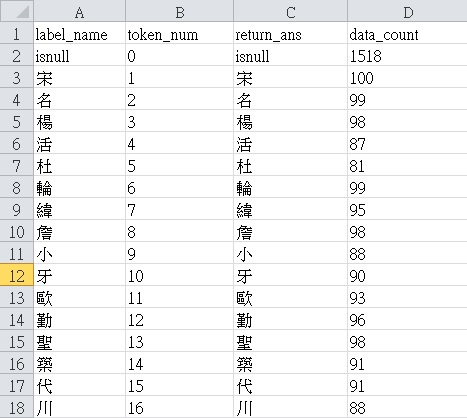 A B C D
1 label_name token_num return_ans data_count
2 isnull 0 isnull 1518
3 宋 1 宋 100
4 名 2 名 99
5 楊 3 楊 98
6 活 4 活 87
7 杜 5 杜 81
8 輪 6 輪 99
9 緯 7 緯 95
10 詹 8 詹 98
11 小 9 小 88
12 牙 10 牙 90
13 歐 11 歐 93
14 勤 12 勤 96
15 聖 13 聖 98
16 築 14 築 91
17 代 15 代 91
18 川 16 川 88